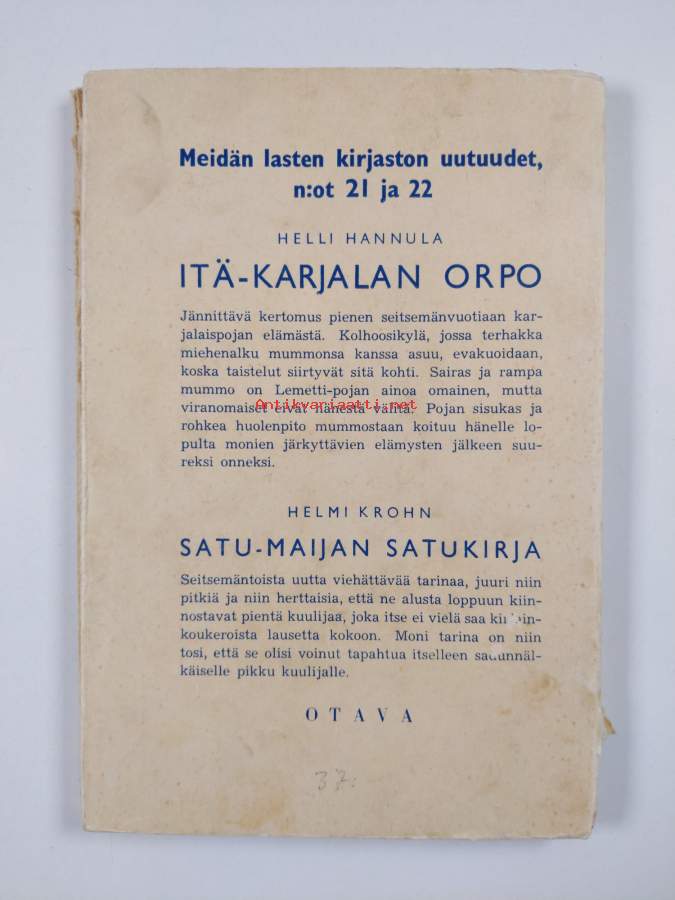 Meidän lasten kirjaston uutuudet,
n:ot 21 ja 22
HELLI HANNULA
ITÄ-KARJALAN ORPO
Jännittävä kertomus pienen seitsemänvuotiaan kar-
jalaispojan elämästä. Kolhoosikylä, jossa terhakka
miehenalku mummonsa kanssa asuu, evakuoidaan,
koska taistelut siirtyvät sitä kohti. Sairas ja rampa
mummo on Lemetti-pojan ainoa omainen, mutta
Antikvariaatti.net
viranomaiset eivät hänestä välitä. Pojan sisukas ja
rohkea huolenpito mummostaan koituu hänelle lo-
pulta monien järkyttävien elämysten jälkeen suu-
reksi onneksi.
HELMI KROHN
SATU-MAIJAN SATUKIRJA
Seitsemäntoista uutta viehättävää tarinaa, juuri niin
pitkiä ja niin herttaisia, että ne alusta loppuun kiin-
nostavat pientä kuulijaa, joka itse ei vielä saa
koukeroista lausetta kokoon. Moni tarina on niin
tosi, että se olisi voinut tapahtua itselleen sadunnäl-
käiselle pikku kuulijalle.
OTAVA
37: